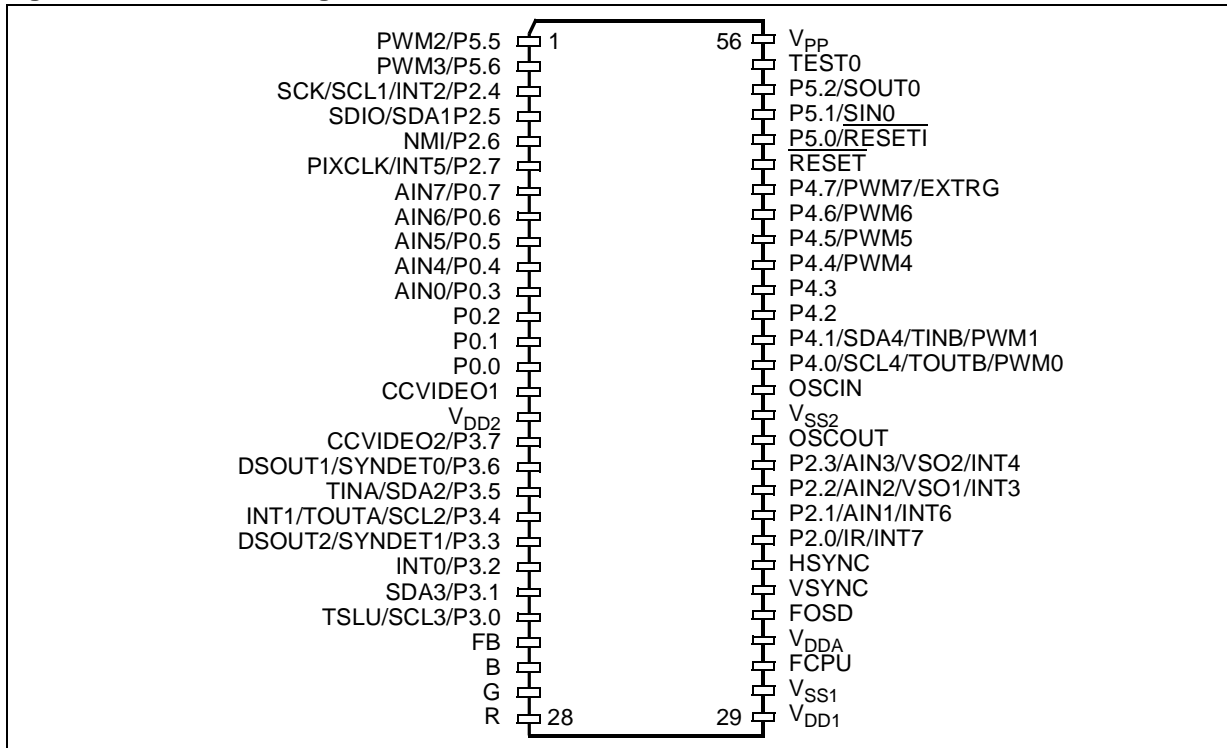 PWM2/P5.5
PWM3/P5.6
SCK/SCL1/INT2/P2.4
SDIO/SDA1P2.5
NMI/P2.6
PIXCLK/INT5/P2.7
AIN7/P0.7
AIN6/P0.6
AIN5/P0.5
AIN4/P0.4
AIN0/P0.3
P0.2
P0.1
P0.0
CCVIDEO1
VDD2
CCVIDEO2/P3.7
DSOUT1/SYNDET0/P3.6
TINA/SDA2/P3.5
INT1/TOUTA/SCL2/P3.4
DSOUT2/SYNDET1/P3.3
INT0/P3.2
SDA3/P3.1
TSLU/SCL3/P3.0
FB
B
G
R
1
28
56
29
VPP
TEST0
P5.2/SOUT0
P5.1/SIN0
P5.0/RESETI
RESET
P4.7/PWM7/EXTRG
P4.6/PWM6
P4.5/PWM5
P4.4/PWM4
P4.3
P4.2
P4.1/SDA4/TINB/PWM1
P4.0/SCL4/TOUTB/PWM0
OSCIN
VSS2
OSCOUT
P2.3/AIN3/VSO2/INT4
P2.2/AIN2/VSO1/INT3
P2.1/AIN1/INT6
P2.0/IR/INT7
HSYNC
VSYNC
FOSD
VDDA
FCPU
VSS1
VDD1